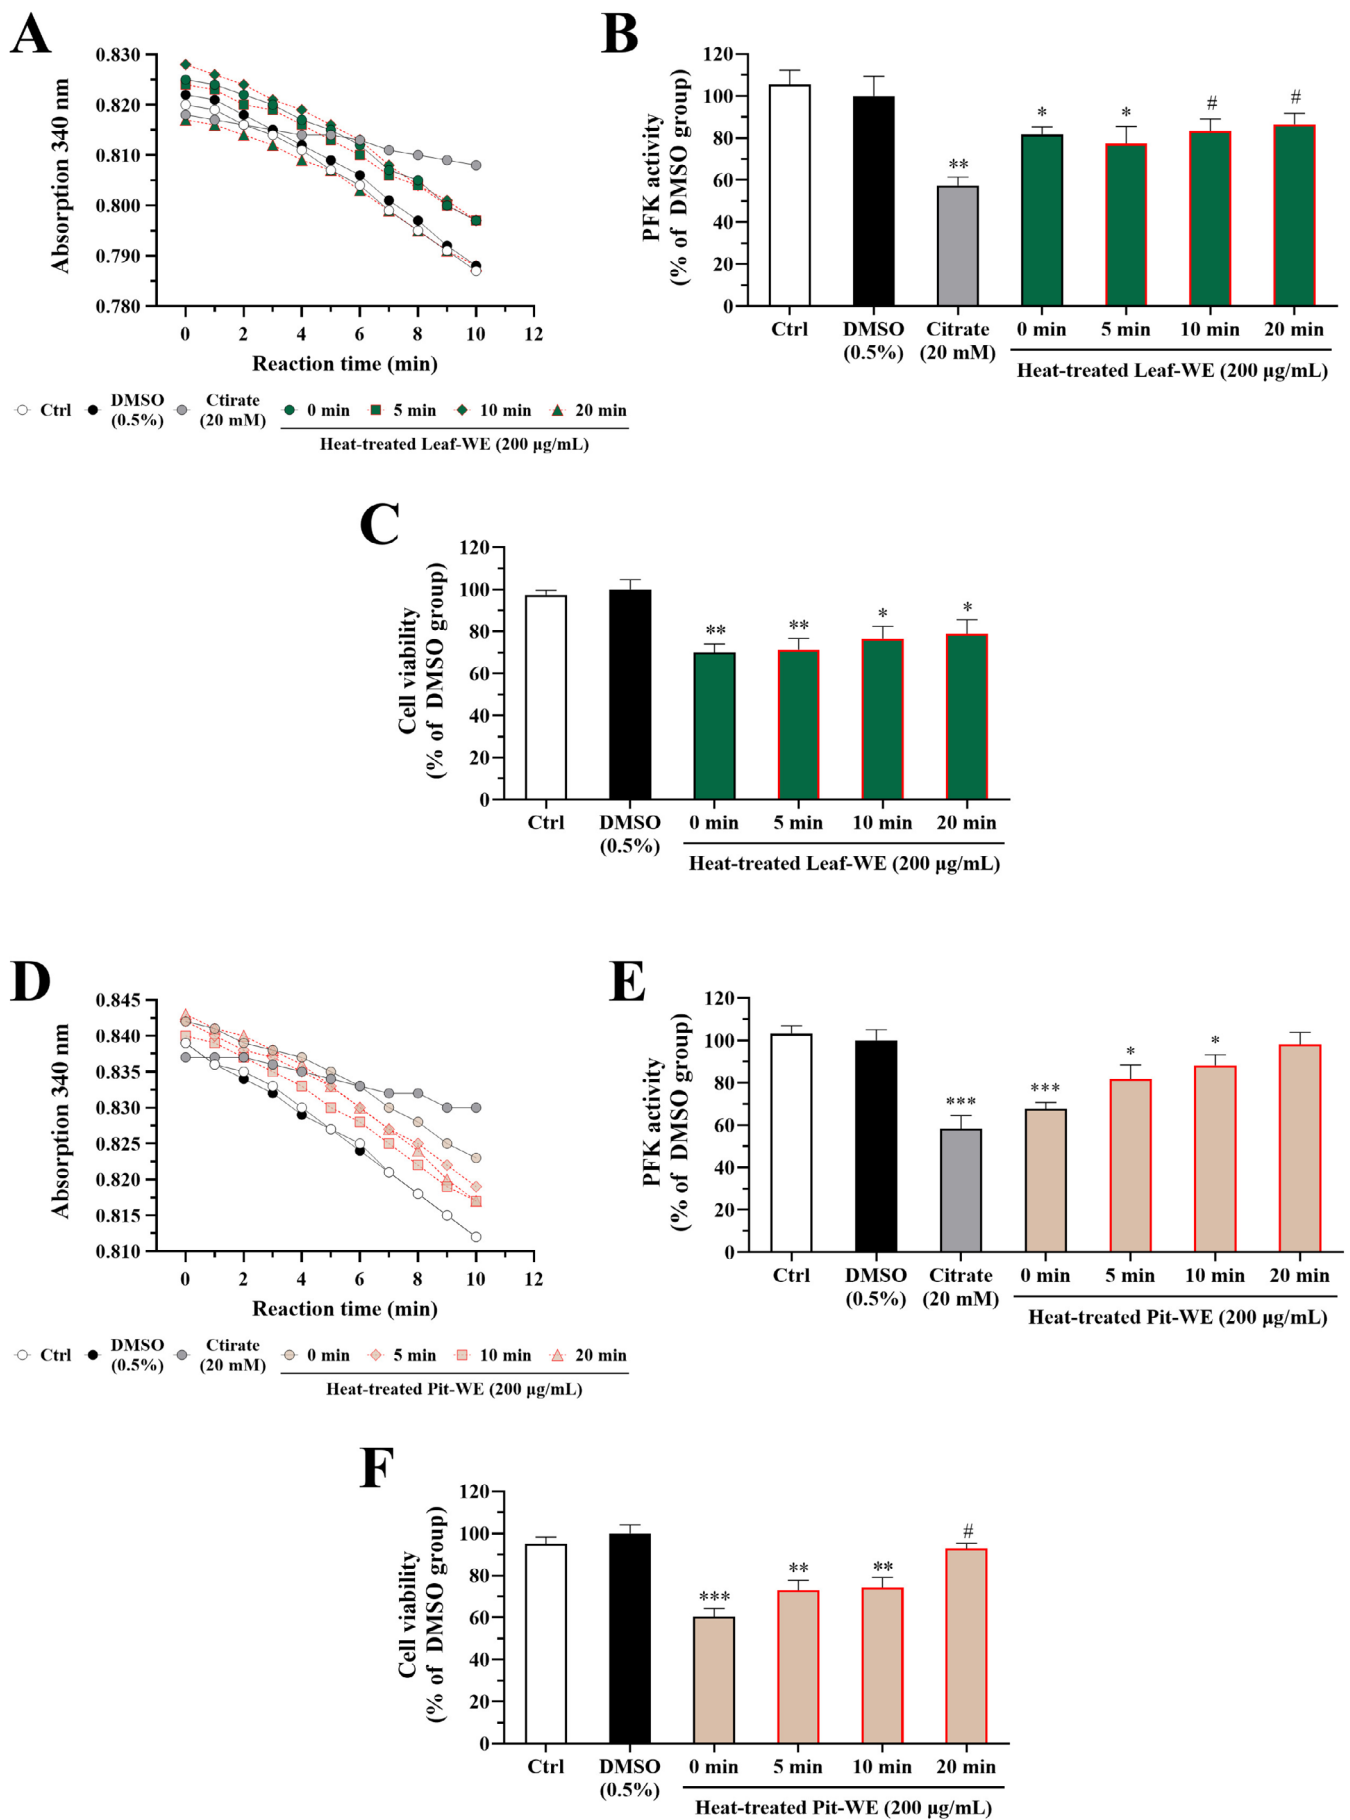 A
Absorption 340 nm
0.830
0.820
0.810
0.800
0.790
0.780
0 2 4 6 8 10 12
Reaction time (min)
Ctrl
DMSO
(0.5%)
Ctirate
(20 mM)
0 min 5 min 10 min 20 min
Heat-treated Leaf-WE (200 µg/mL)
B
PFK activity
(% of DMSO group)
120
100
80
60
40
20
0
** * * # #
Ctrl
DMSO
(0.5%)
Citrate
(20 mM)
0 min 5 min 10 min 20 min
Heat-treated Leaf-WE (200 µg/mL)
C
Cell viability
(% of DMSO group)
120
100
80
60
40
20
0
** ** * *
Ctrl
DMSO
(0.5%)
0 min 5 min 10 min 20 min
Heat-treated Leaf-WE (200 µg/mL)
D
Absorption 340 nm
0.845
0.840
0.835
0.830
0.825
0.820
0.815
0.810
0 2 4 6 8 10 12
Reaction time (min)
Ctrl
DMSO
(0.5%)
Ctirate
(20 mM)
0 min 5 min 10 min 20 min
Heat-treated Pit-WE (200 µg/mL)
E
PFK activity
(% of DMSO group)
120
100
80
60
40
20
0
*** *** * *
Ctrl
DMSO
(0.5%)
Citrate
(20 mM)
0 min 5 min 10 min 20 min
Heat-treated Pit-WE (200 µg/mL)
F
Cell viability
(% of DMSO group)
120
100
80
60
40
20
0
*** ** ** #
Ctrl
DMSO
(0.5%)
0 min 5 min 10 min 20 min
Heat-treated Pit-WE (200 µg/mL)